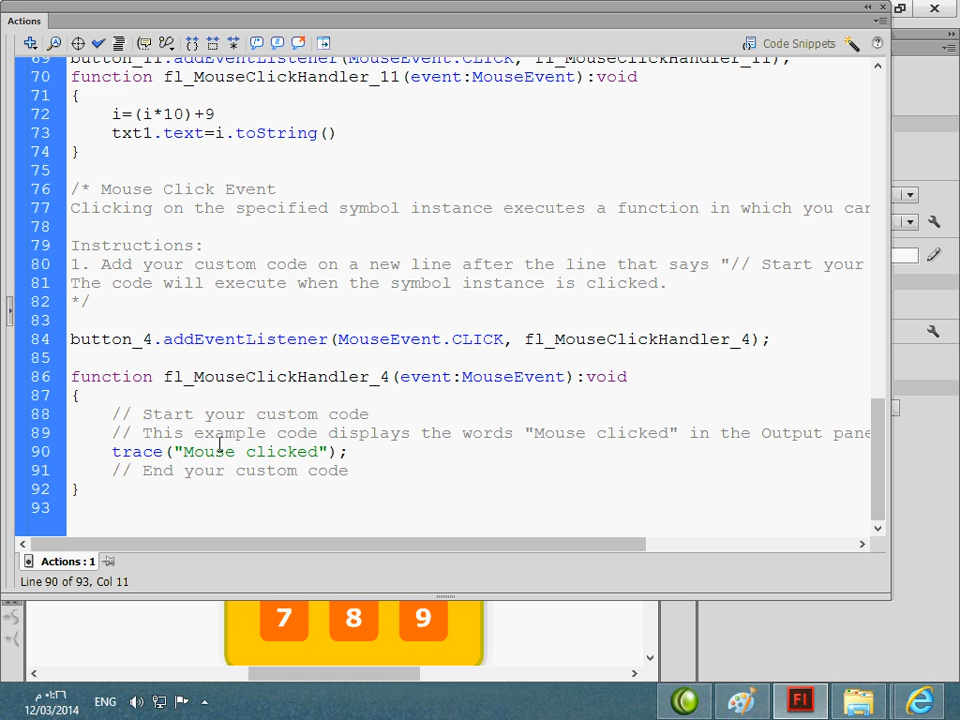 Actions
Code Snippets
69 button_11.addEventListener(MouseEvent.CLICK, fl_MouseClickHandler_11);
70 function fl_MouseClickHandler_11(event:MouseEvent):void
71 {
72 i=(i*10)+9
73 txt1.text=i.toString()
74 }
75
76 /* Mouse Click Event
77 Clicking on the specified symbol instance executes a function in which you can
78
79 Instructions:
80 1. Add your custom code on a new line after the line that says "// Start your
81 The code will execute when the symbol instance is clicked.
82 */
83
84 button_4.addEventListener(MouseEvent.CLICK, fl_MouseClickHandler_4);
85
86 function fl_MouseClickHandler_4(event:MouseEvent):void
87 {
88 // Start your custom code
89 // This example code displays the words "Mouse clicked" in the Output pane
90 trace("Mouse clicked");
91 // End your custom code
92 }
93
Actions : 1
Line 90 of 93, Col 11
7 8 9
ENG
٠١:٢٦ م
12/03/2014
Fl